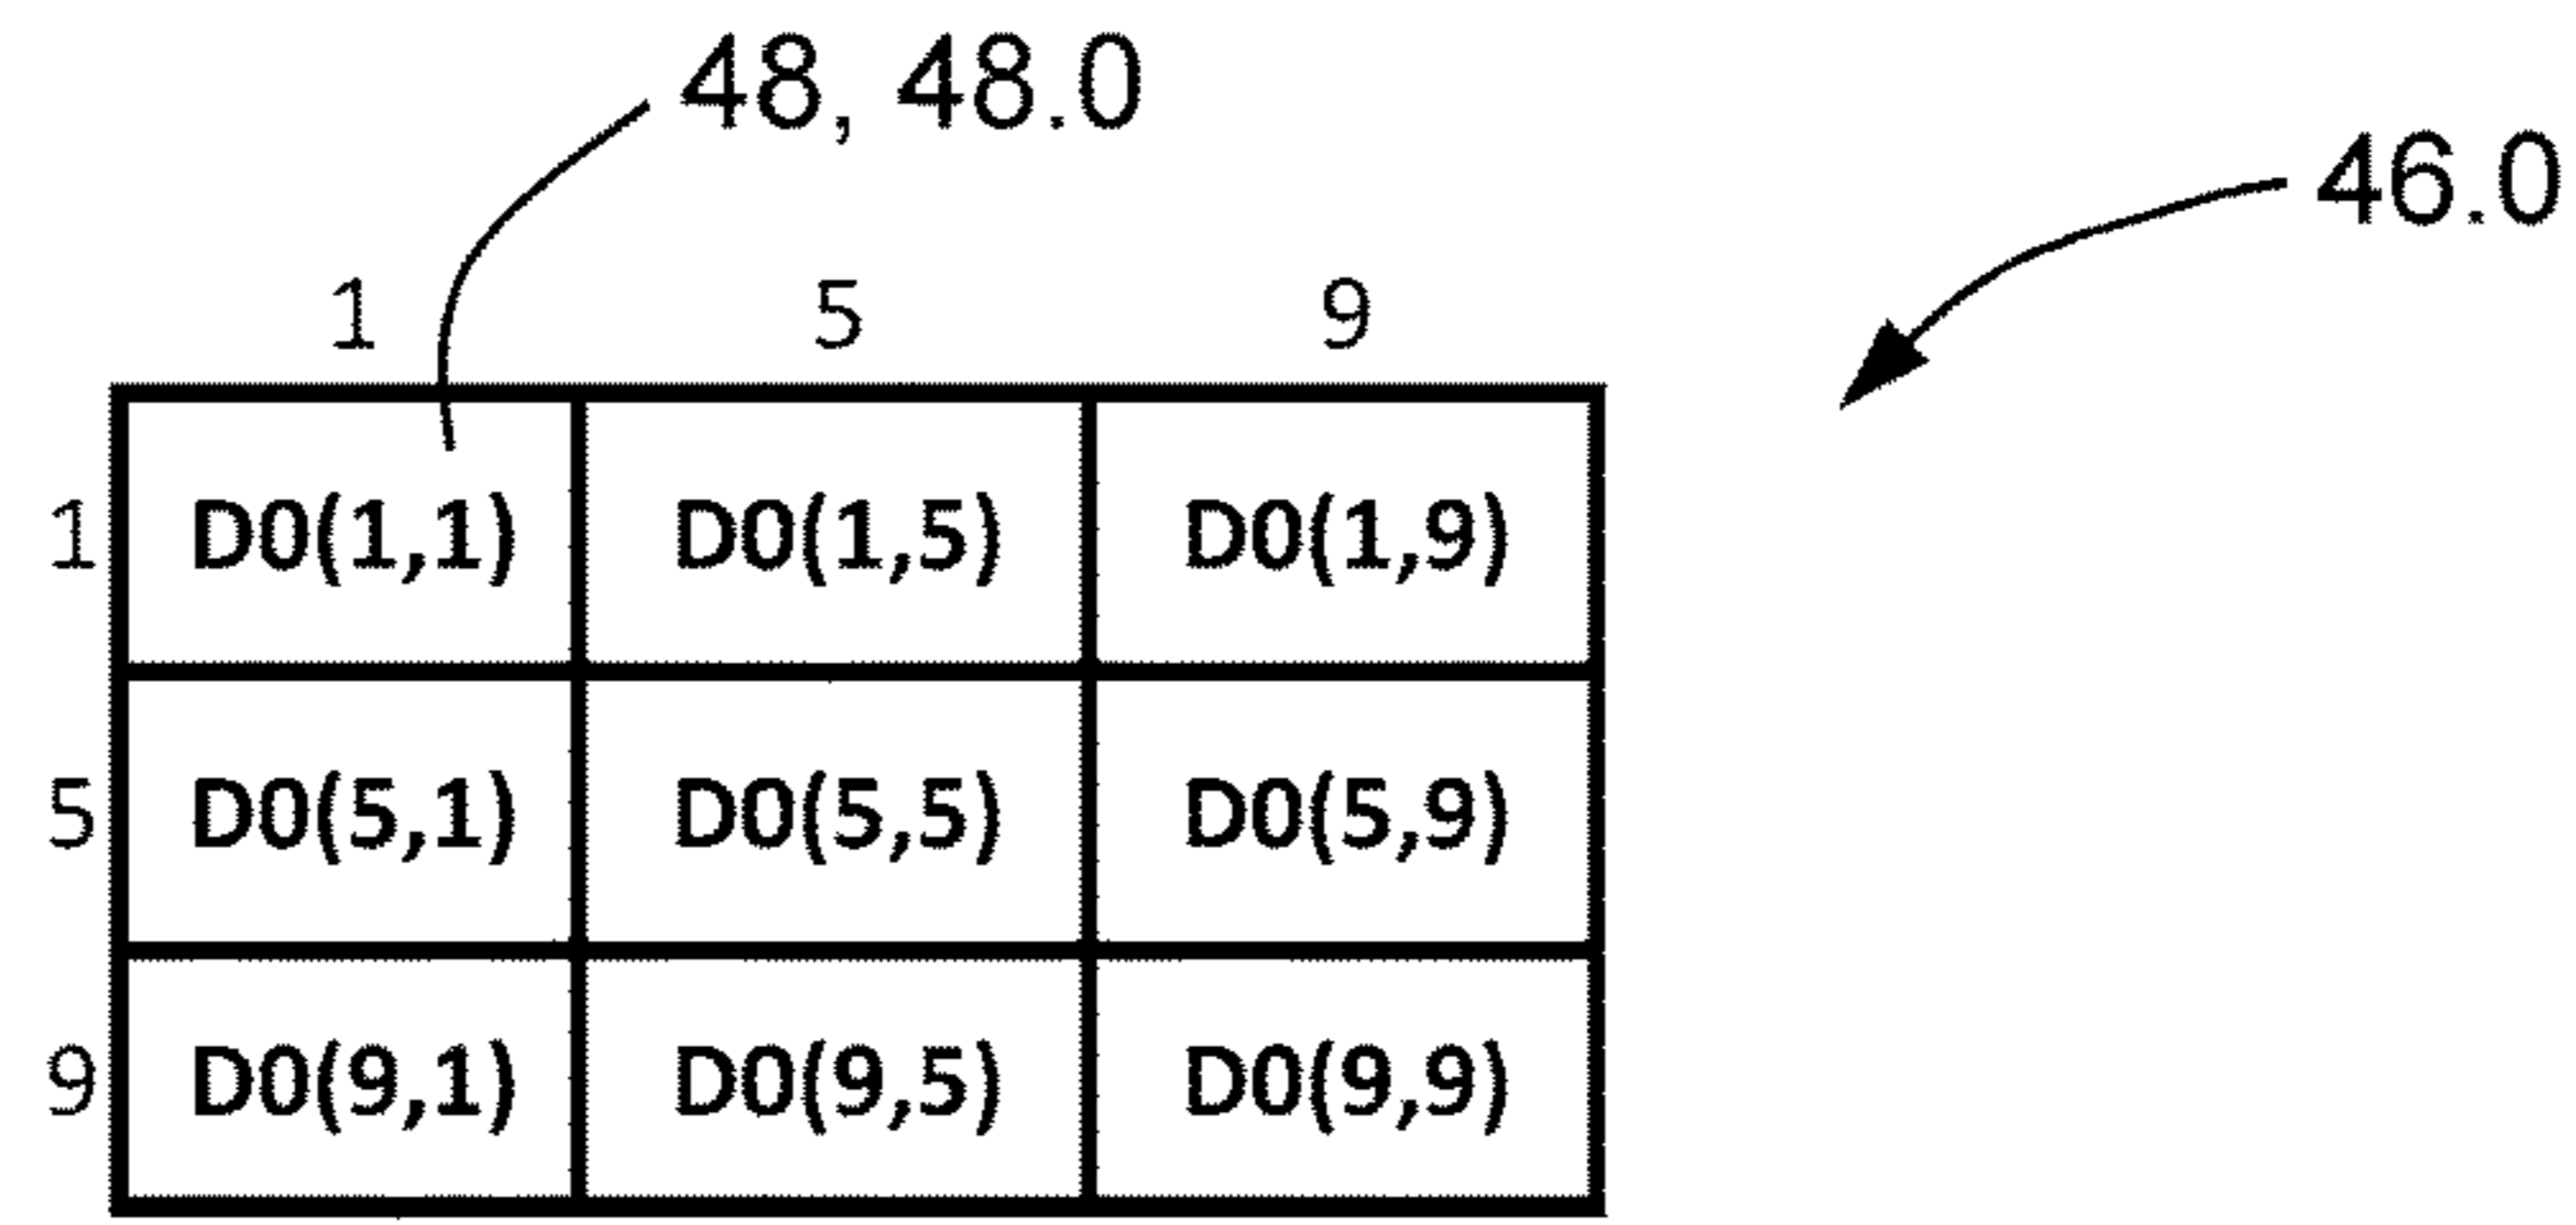 48, 48.0
46.0
1 5 9
1 D0(1,1) D0(1,5) D0(1,9)
5 D0(5,1) D0(5,5) D0(5,9)
9 D0(9,1) D0(9,5) D0(9,9)